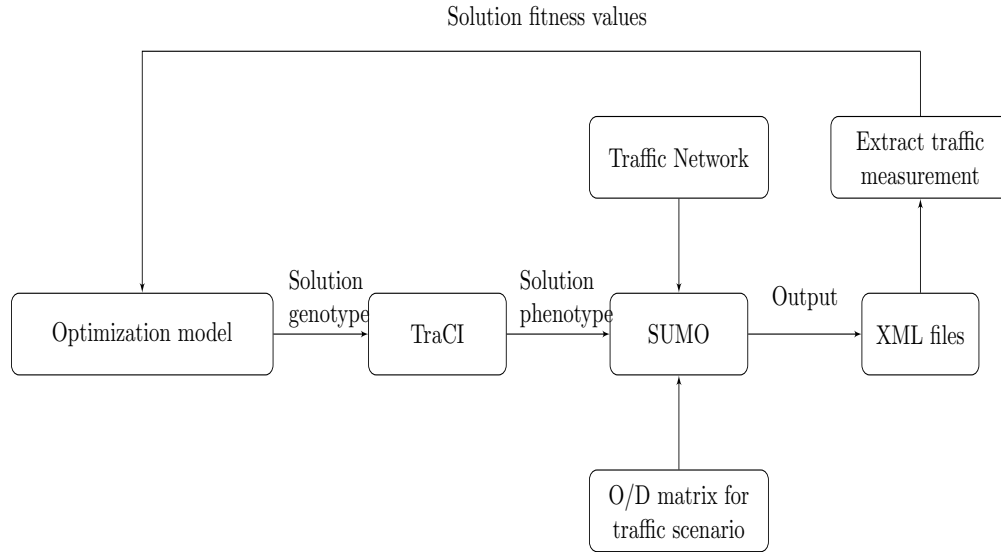 Solution fitness values
Traffic Network
Extract traffic
measurement
Optimization model
Solution
genotype
TraCI
Solution
phenotype
SUMO
Output
XML files
O/D matrix for
traffic scenario